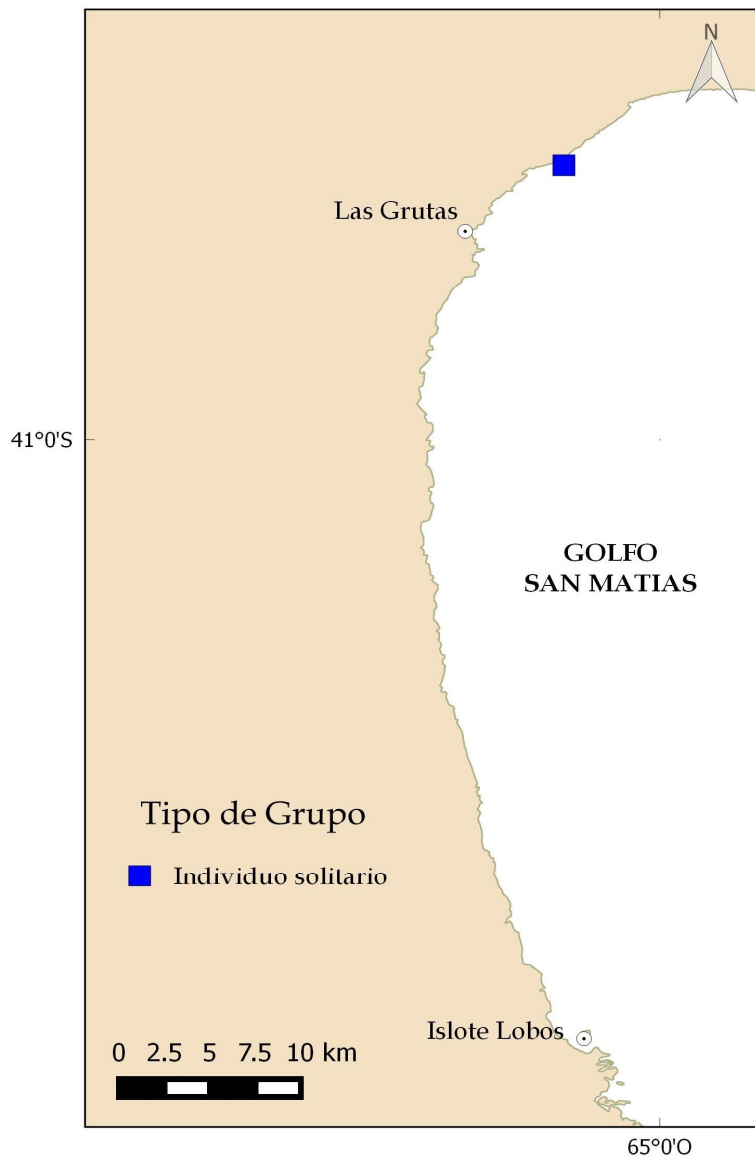 N
Las Grutas
41°0'S
GOLFO
SAN MATIAS
Tipo de Grupo
Individuo solitario
Islote Lobos
0 2.5 5 7.5 10 km
65°0'O